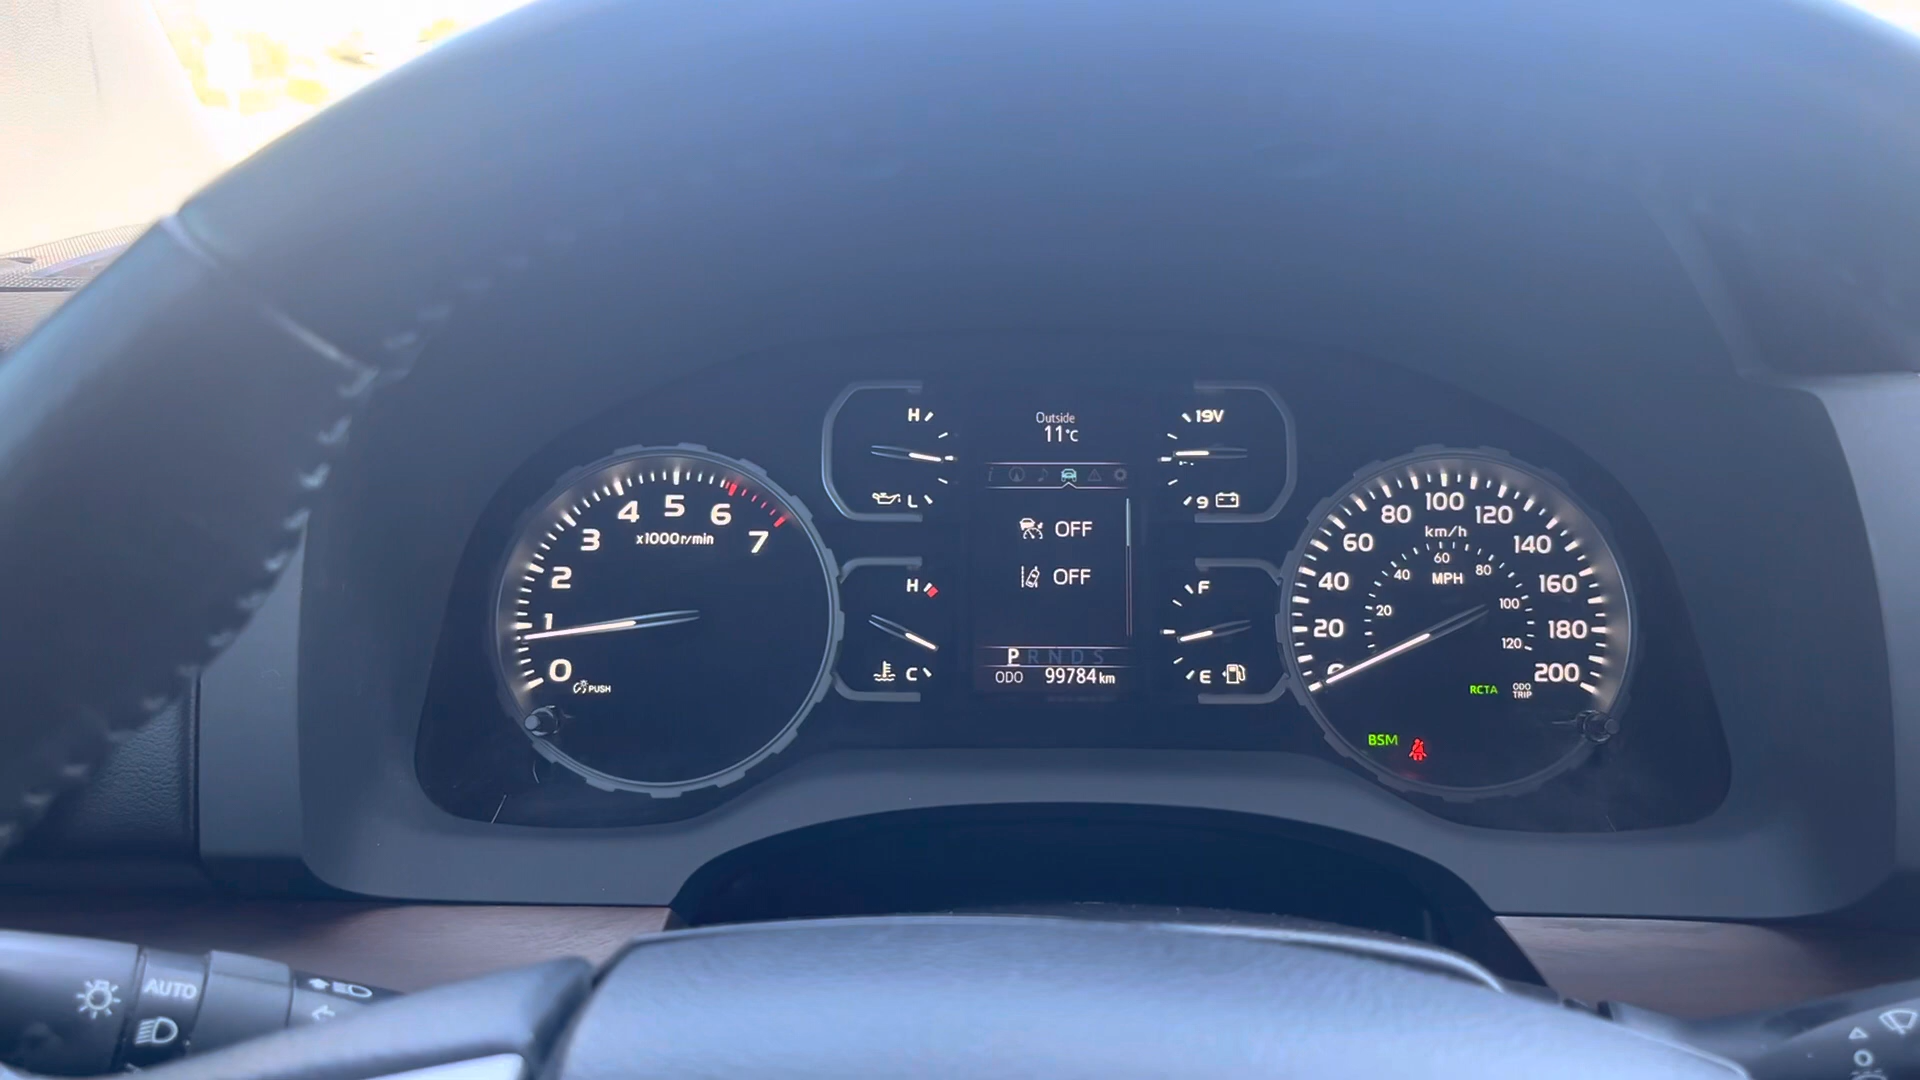 H
L
Outside
11°C
19V
9
OFF
OFF
P R N D S
ODO 99784 km
H
C
F
E
0
1
2
3
4
5
6
7
x1000r/min
PUSH
20
40
60
80
100
120
140
160
180
200
km/h
20
40
60
80
100
120
MPH
RCTA
ODO
TRIP
BSM
AUTO